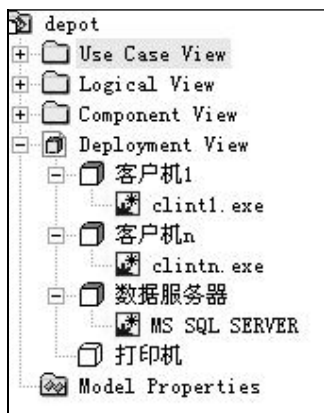 depot
Use Case View
Logical View
Component View
Deployment View
客户机1
clint1.exe
客户机n
clintn.exe
数据服务器
MS SQL SERVER
打印机
Model Properties